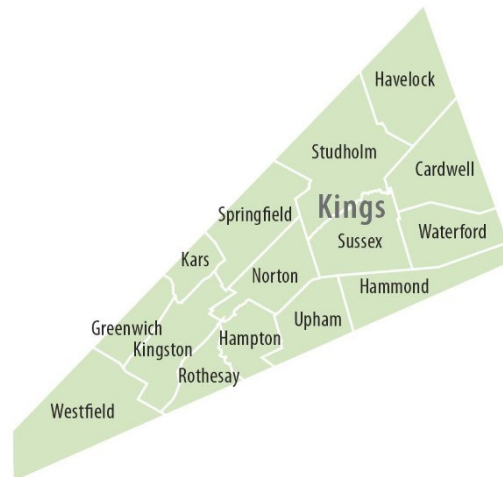 Havelock
Studholm
Cardwell
Kings
Springfield
Sussex
Waterford
Kars
Norton
Hammond
Greenwich
Upham
Hampton
Kingston
Rothesay
Westfield